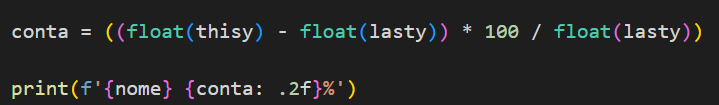 conta = ((float(thisy) - float(lasty)) * 100 / float(lasty))
print(f'{nome} {conta: .2f}%')